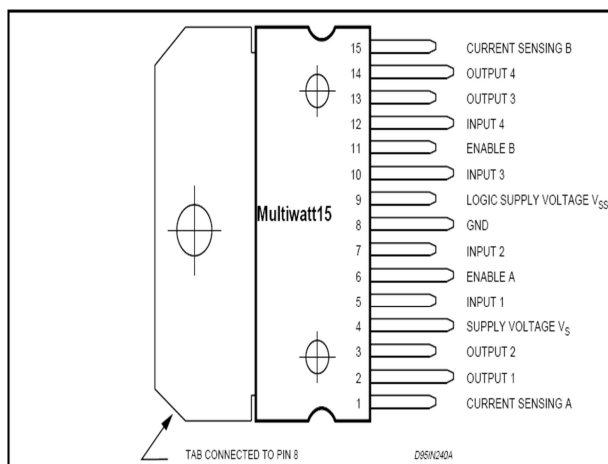 15 CURRENT SENSING B
14 OUTPUT 4
13 OUTPUT 3
12 INPUT 4
11 ENABLE B
10 INPUT 3
9 LOGIC SUPPLY VOLTAGE VSS
Multiwatt15
8 GND
7 INPUT 2
6 ENABLE A
5 INPUT 1
4 SUPPLY VOLTAGE VS
3 OUTPUT 2
2 OUTPUT 1
1 CURRENT SENSING A
TAB CONNECTED TO PIN 8
D95IN240A